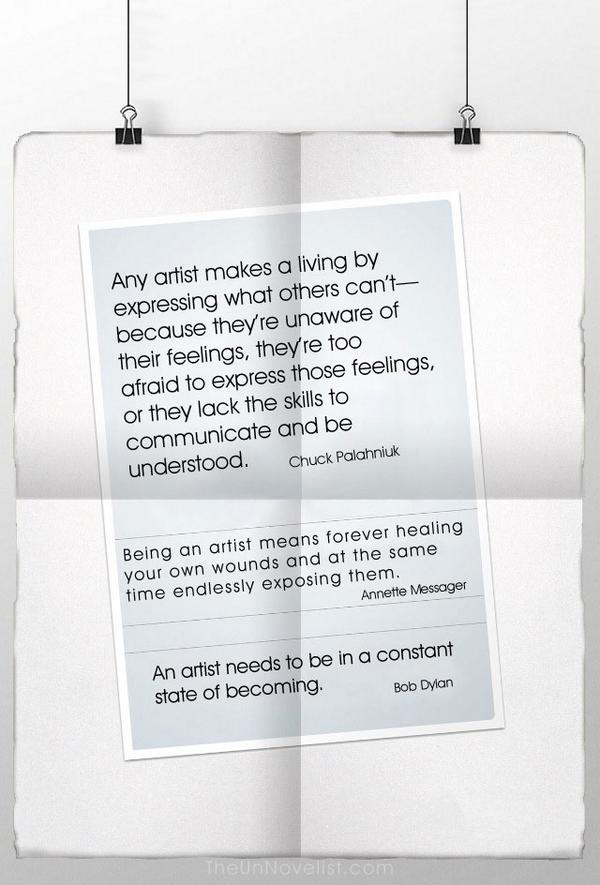 Any artist makes a living by
expressing what others can't—
because they're unaware of
their feelings, they're too
afraid to express those feelings,
or they lack the skills to
communicate and be
understood. Chuck Palahniuk
Being an artist means forever healing
your own wounds and at the same
time endlessly exposing them.
Annette Messager
An artist needs to be in a constant
state of becoming. Bob Dylan
TheUnNovelist.com